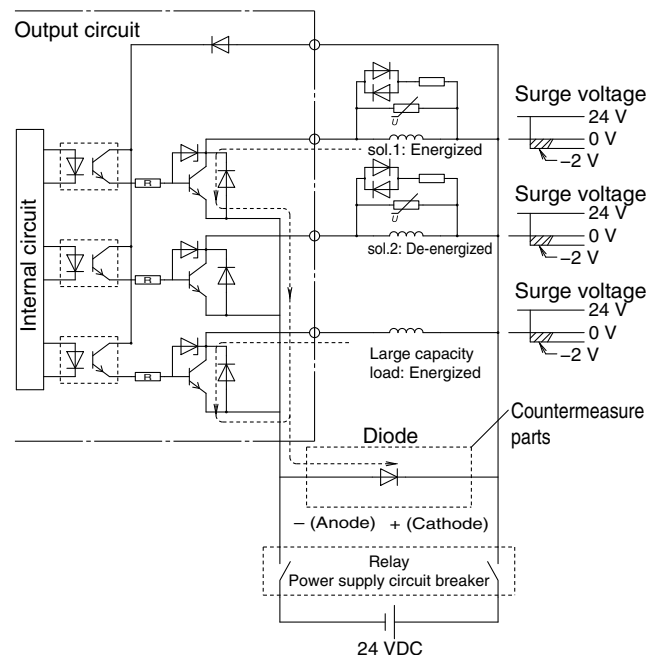 Output circuit
Internal circuit
R
R
R
U
sol.1: Energized
U
sol.2: De-energized
Large capacity
load: Energized
Surge voltage
24 V
0 V
−2 V
Surge voltage
24 V
0 V
−2 V
Surge voltage
24 V
0 V
−2 V
Countermeasure
parts
Diode
− (Anode) + (Cathode)
Relay
Power supply circuit breaker
24 VDC